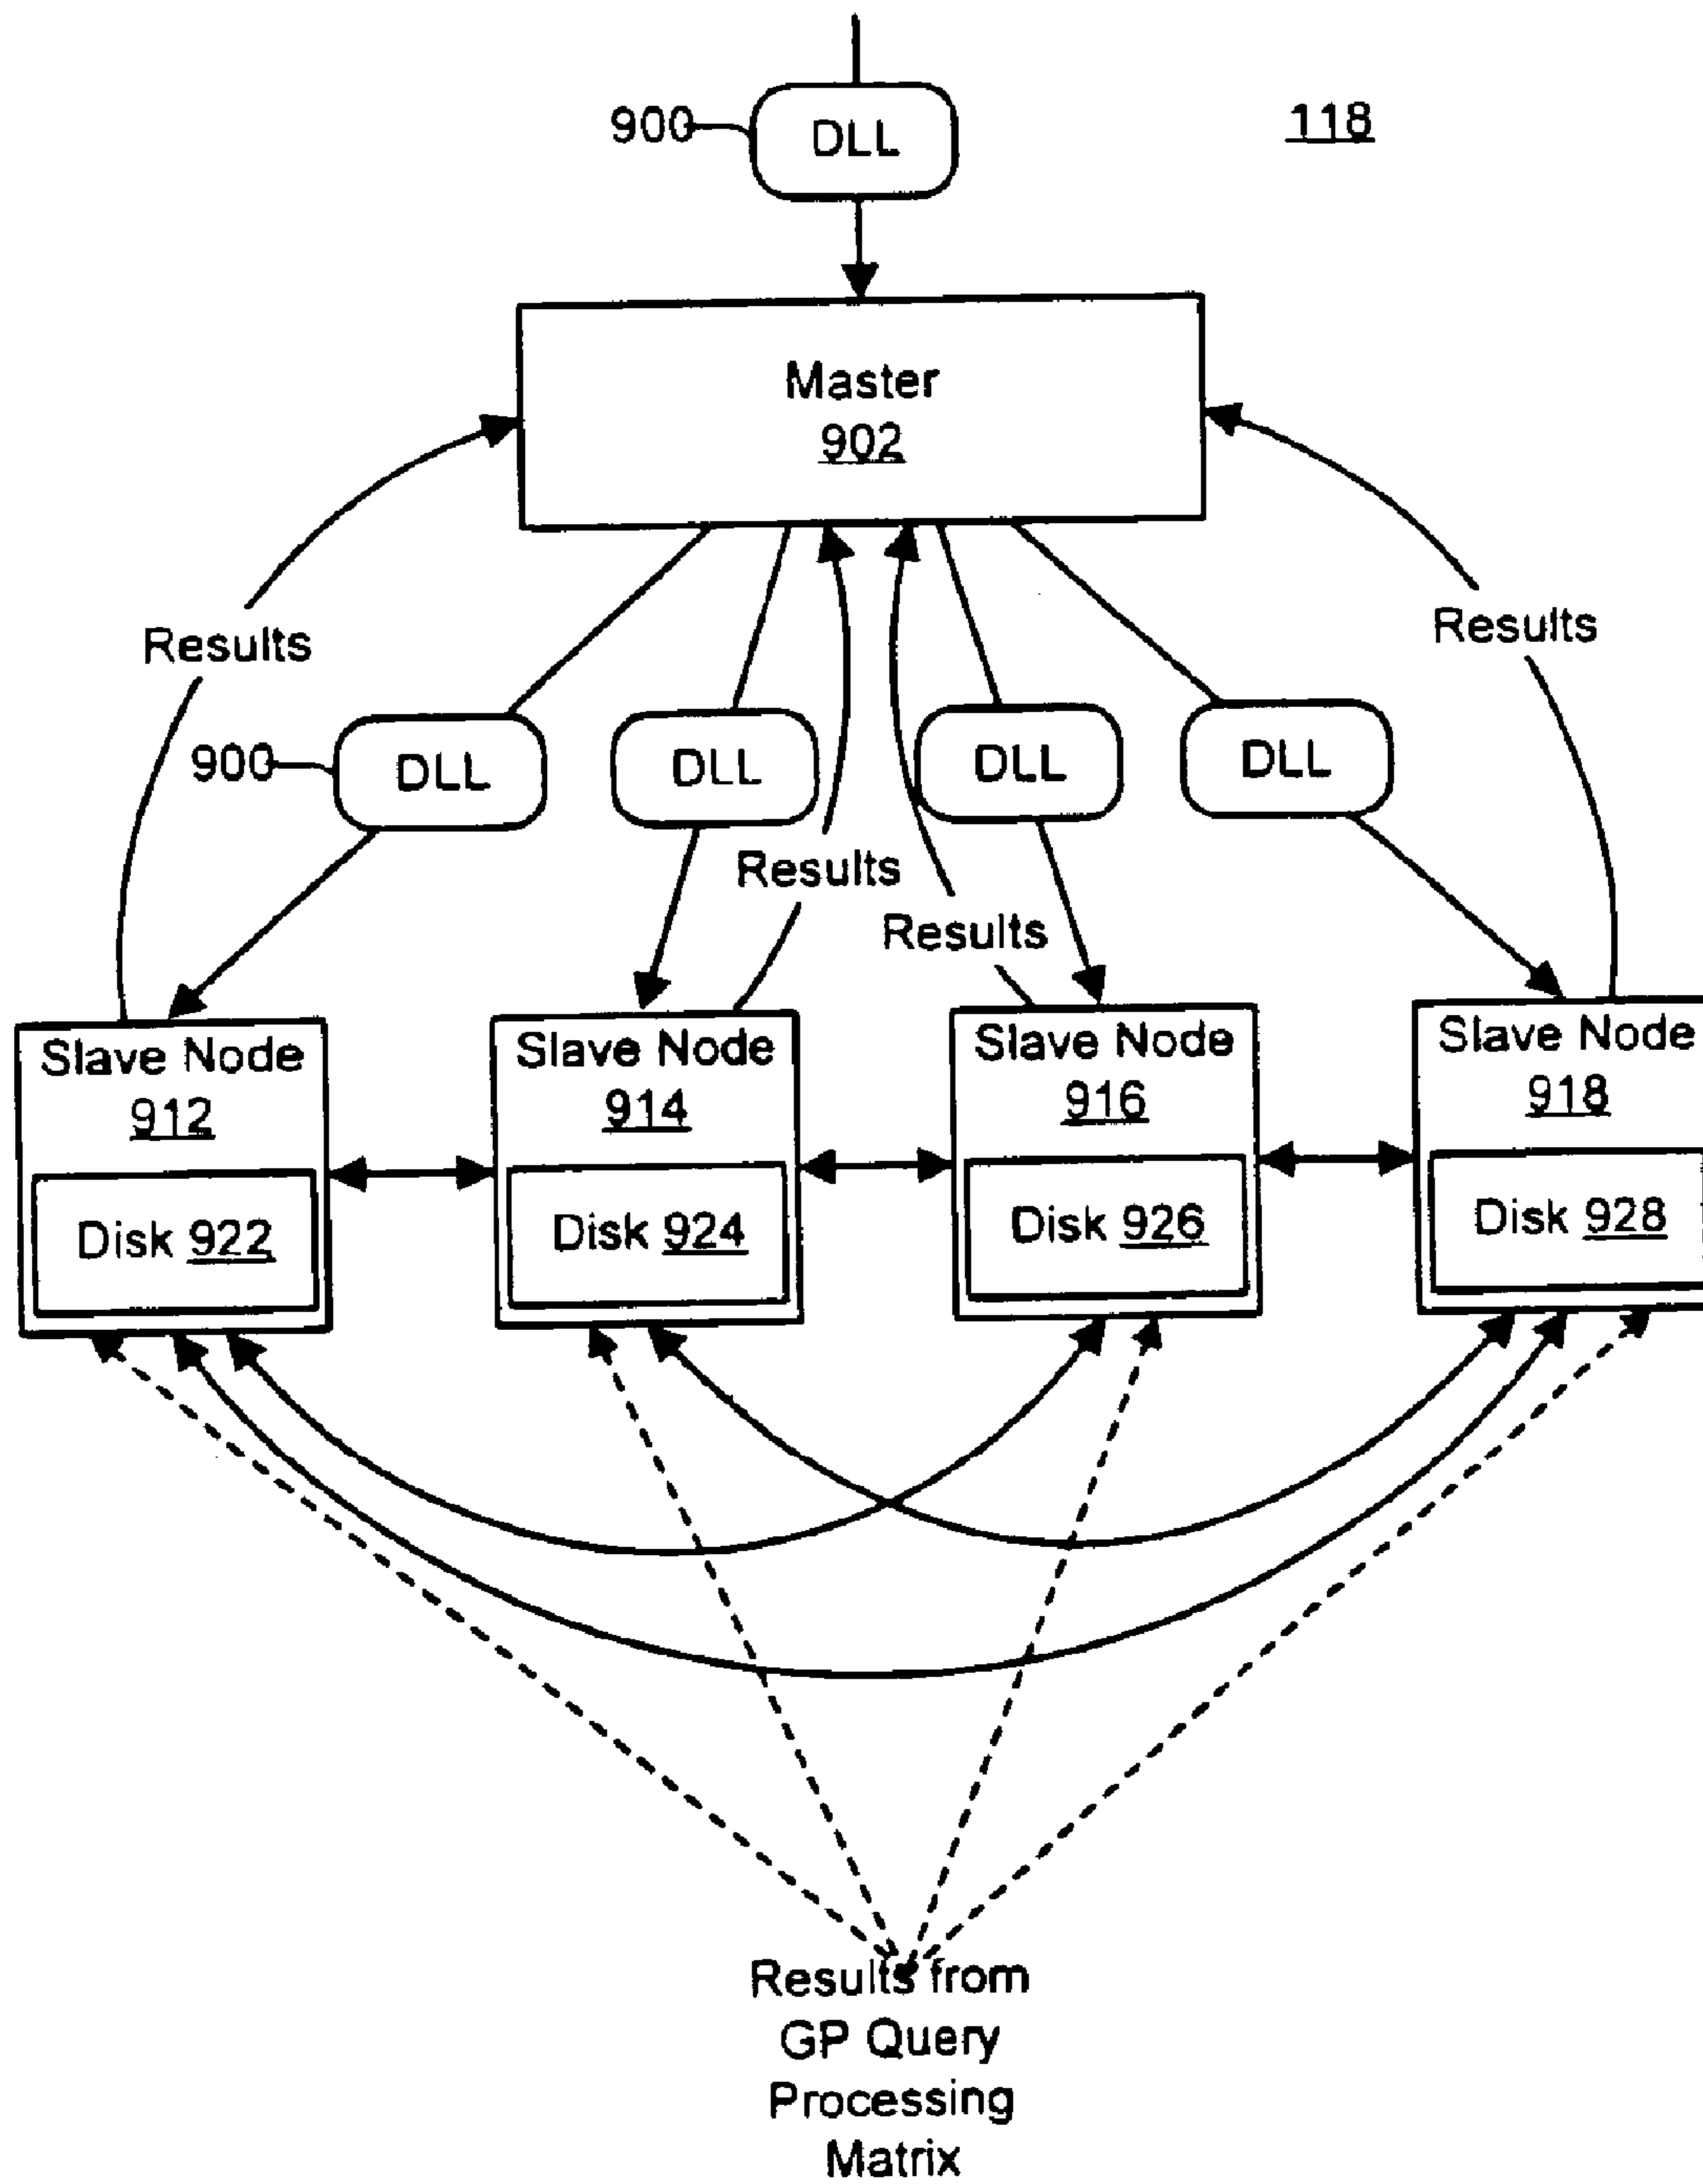 900
DLL
118
Master
902
Results
Results
900
DLL
DLL
DLL
DLL
Results
Results
Slave Node
912
Disk 922
Slave Node
914
Disk 924
Slave Node
916
Disk 926
Slave Node
918
Disk 928
Results from
GP Query
Processing
Matrix